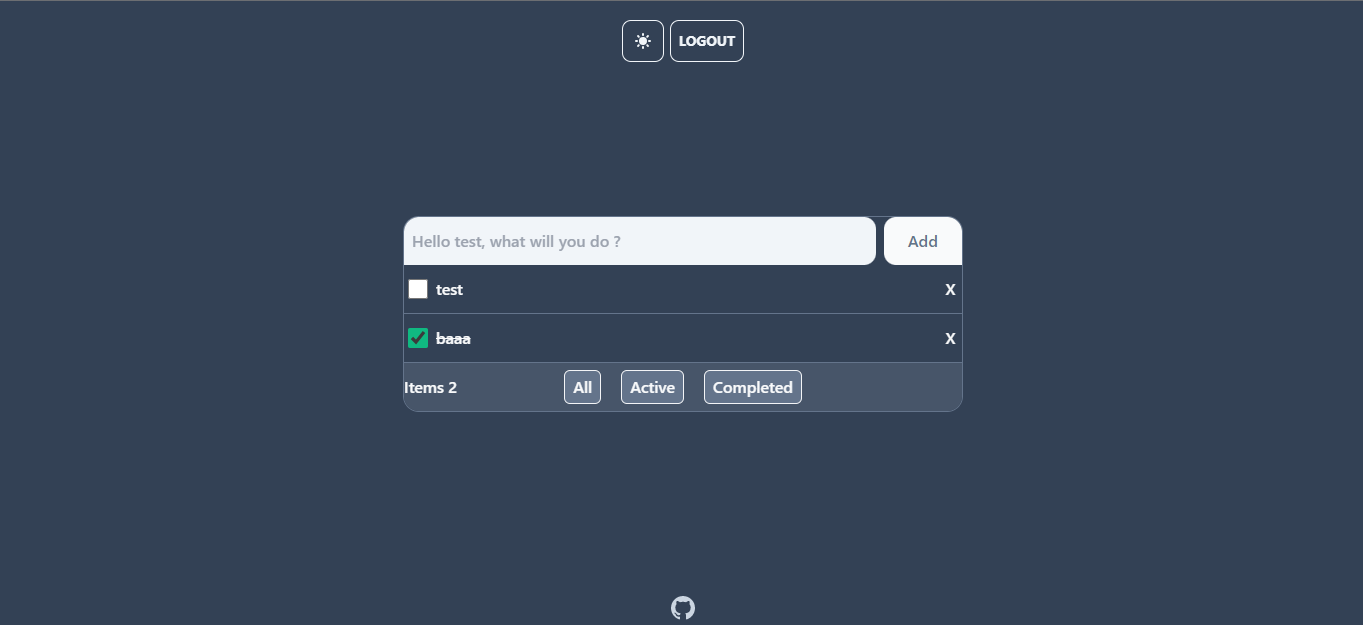 LOGOUT
Hello test, what will you do ?
Add
test
X
baaa
X
Items 2
All
Active
Completed